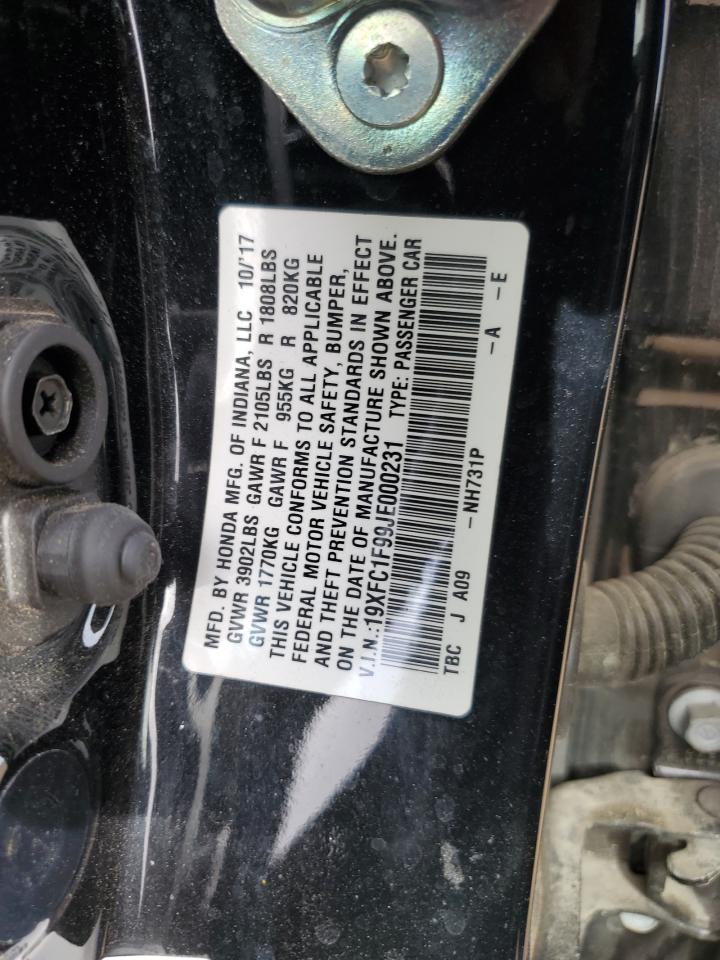 MFD. BY HONDA MFG. OF INDIANA, LLC 10/'17
GVWR 3902LBS GAWR F 2105LBS R 1808LBS
GVWR 1770KG GAWR F 955KG R 820KG
THIS VEHICLE CONFORMS TO ALL APPLICABLE
FEDERAL MOTOR VEHICLE SAFETY, BUMPER,
AND THEFT PREVENTION STANDARDS IN EFFECT
ON THE DATE OF MANUFACTURE SHOWN ABOVE.
V.I.N.:19XFC1F99JE000231 TYPE: PASSENGER CAR
TBC J A09 -NH731P -A -E